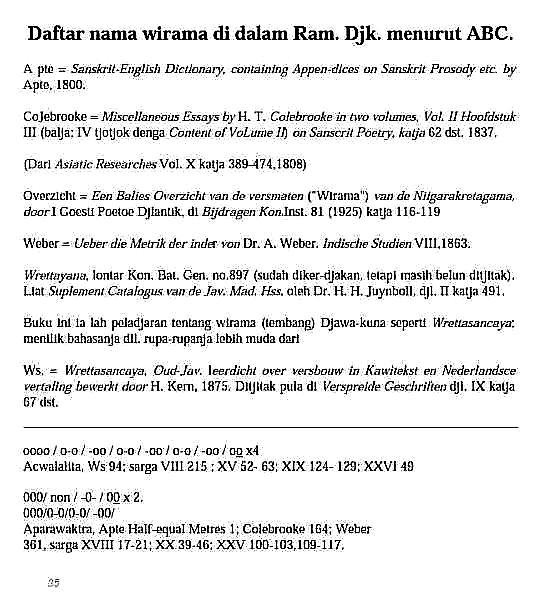 Daftar nama wirama di dalam Ram. Djk. menurut ABC.
A pte = Sanskrit-English Dictionary, containing Appen-dices on Sanskrit Prosody etc. by
Apte, 1800.
CoJebrooke = Miscellaneous Essays by H. T. Colebrooke in two volumes, Vol. II Hoofdstuk
III (balja: IV tjotjok denga Content of VoLume II) on Sanscrit Poetry, katja 62 dst. 1837.
(Dari Asiatic Researches Vol. X katja 389-474,1808)
Overzicht = Een Balies Overzicht van de versmaten ("Wirama") van de Nitgarakretagama,
door I Goesti Poetoe Djlantik, di Bijdragen Kon.Inst. 81 (1925) katja 116-119
Weber = Ueber die Metrik der inder von Dr. A. Weber. Indische Studien VIII,1863.
Wrettayana, lontar Kon. Bat. Gen. no.897 (sudah diker-djakan, tetapi masih belun ditjitak).
Liat Suplement Catalogus van de Jav. Mad. Hss. oleh Dr. H. H. Juynboll, djl. II katja 491.
Buku ini ia lah peladjaran tentang wirama (tembang) Djawa-kuna seperti Wrettasancaya;
menilik bahasanja dll. rupa-rupanja lebih muda dari
Ws. = Wrettasancaya, Oud-Jav. leerdicht over versbouw in Kawitekst en Nederlandsce
vertaling bewerkt door H. Kern, 1875. Ditjitak pula di Verspreide Geschriften djl. IX katja
67 dst.
oooo / o-o / -oo / o-o / -oo / o-o / -oo / oo x4
Acwalalita, Ws 94; sarga VIII 215 ; XV 52- 63; XIX 124- 129; XXVI 49
000/ non / -0- / 00 x 2.
000/0-0/0-0/ -00/
Aparawaktra, Apte Half-equal Metres 1; Colebrooke 164; Weber
361, sarga XVIII 17-21; XX 39-46; XXV 100-103,109-117.
35